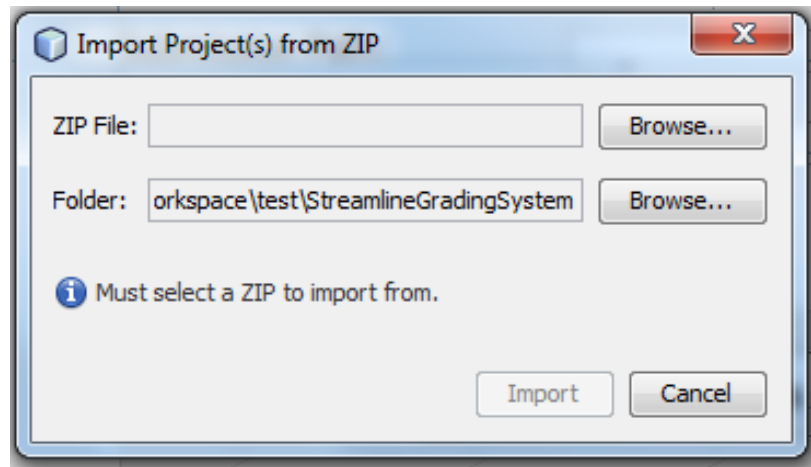 Import Project(s) from ZIP
ZIP File: Browse...
Folder: orkspace\test\StreamlineGradingSystem Browse...
Must select a ZIP to import from.
Import Cancel